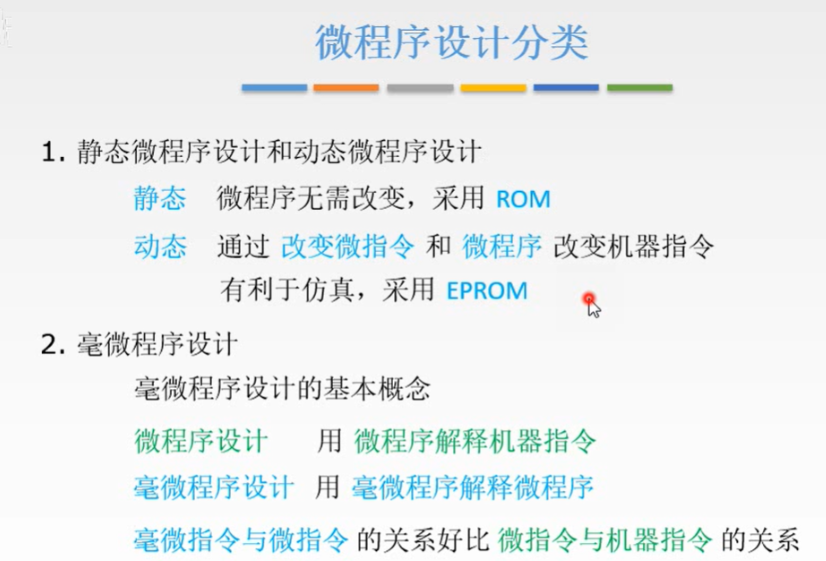 微程序设计分类
1. 静态微程序设计和动态微程序设计
静态 微程序无需改变，采用 ROM
动态 通过 改变微指令 和 微程序 改变机器指令
有利于仿真，采用 EPROM
2. 毫微程序设计
毫微程序设计的基本概念
微程序设计 用 微程序解释机器指令
毫微程序设计 用 毫微程序解释微程序
毫微指令与微指令 的关系好比 微指令与机器指令 的关系